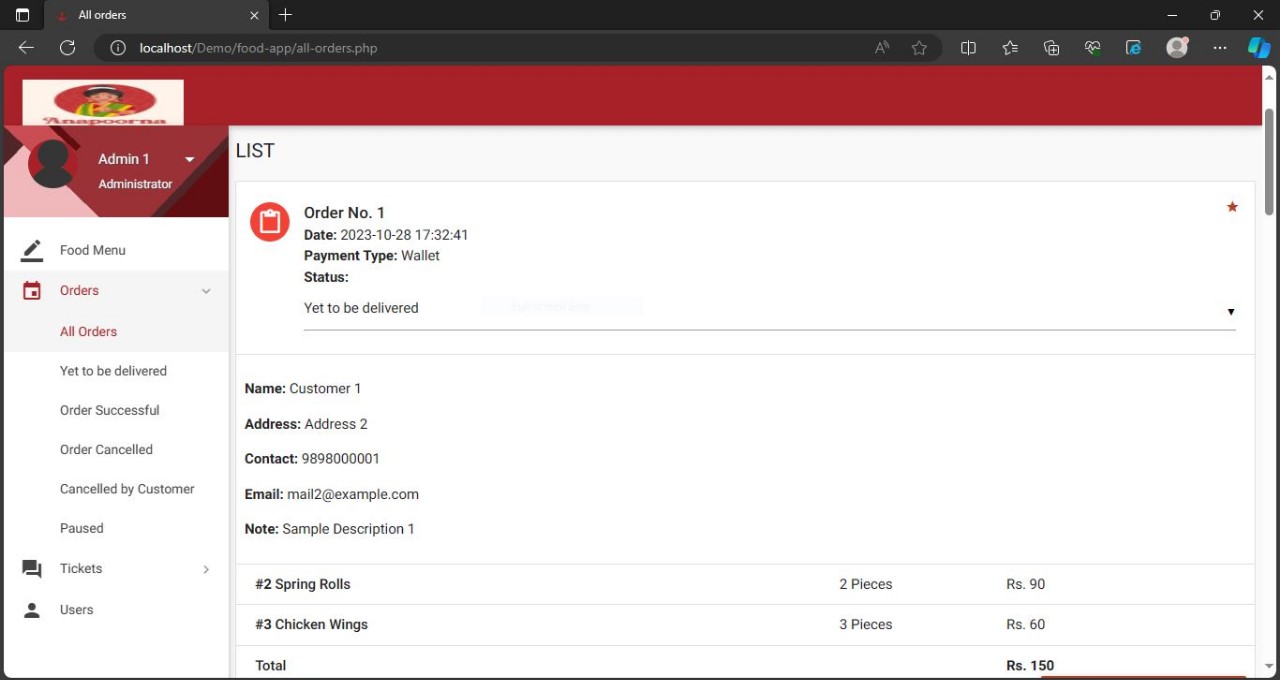 All orders
localhost/Demo/food-app/all-orders.php
Anapoorna
Admin 1
Administrator
LIST
Order No. 1
Date: 2023-10-28 17:32:41
Payment Type: Wallet
Status:
Yet to be delivered
Food Menu
Orders
All Orders
Yet to be delivered
Order Successful
Order Cancelled
Cancelled by Customer
Paused
Tickets
Users
Name: Customer 1
Address: Address 2
Contact: 9898000001
Email: mail2@example.com
Note: Sample Description 1
#2 Spring Rolls 2 Pieces Rs. 90
#3 Chicken Wings 3 Pieces Rs. 60
Total Rs. 150